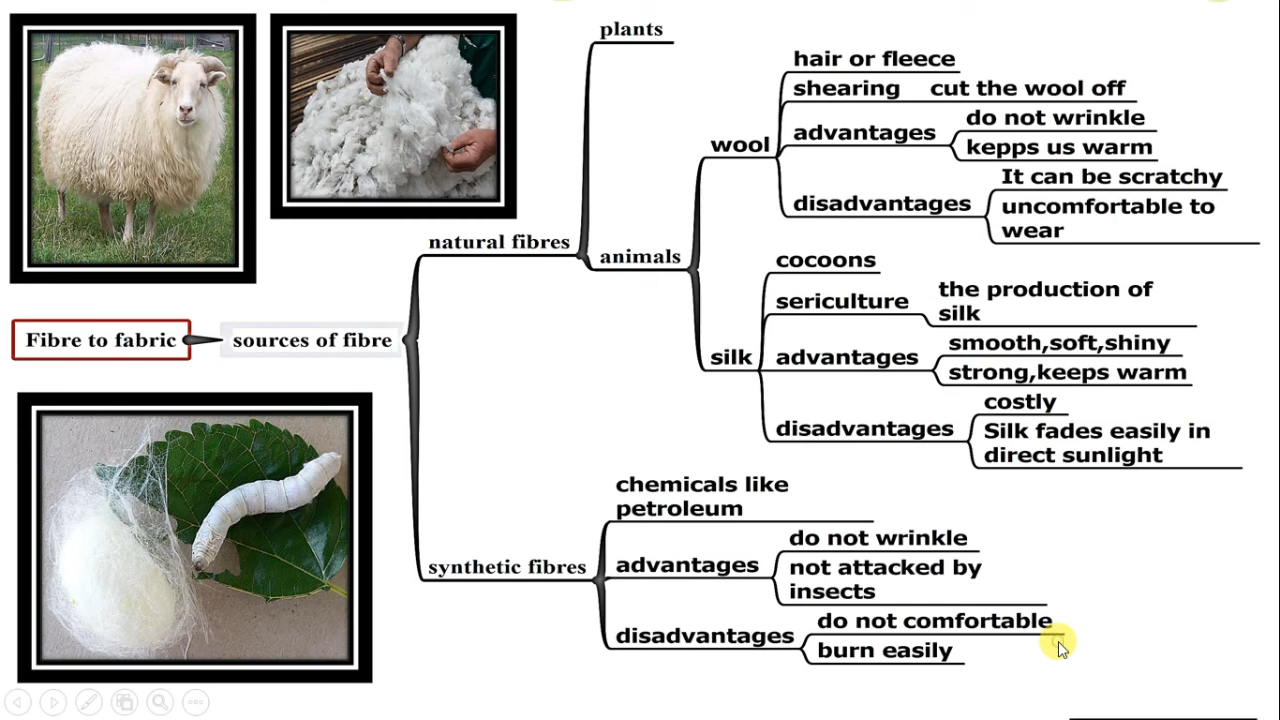 plants
hair or fleece
shearing cut the wool off
do not wrinkle
advantages
kepps us warm
wool
It can be scratchy
disadvantages
uncomfortable to
wear
natural fibres
animals
cocoons
the production of
sericulture
silk
Fibre to fabric
sources of fibre
smooth,soft,shiny
silk
advantages
strong,keeps warm
costly
disadvantages
Silk fades easily in
direct sunlight
chemicals like
petroleum
do not wrinkle
synthetic fibres
advantages
not attacked by
insects
do not comfortable
disadvantages
burn easily